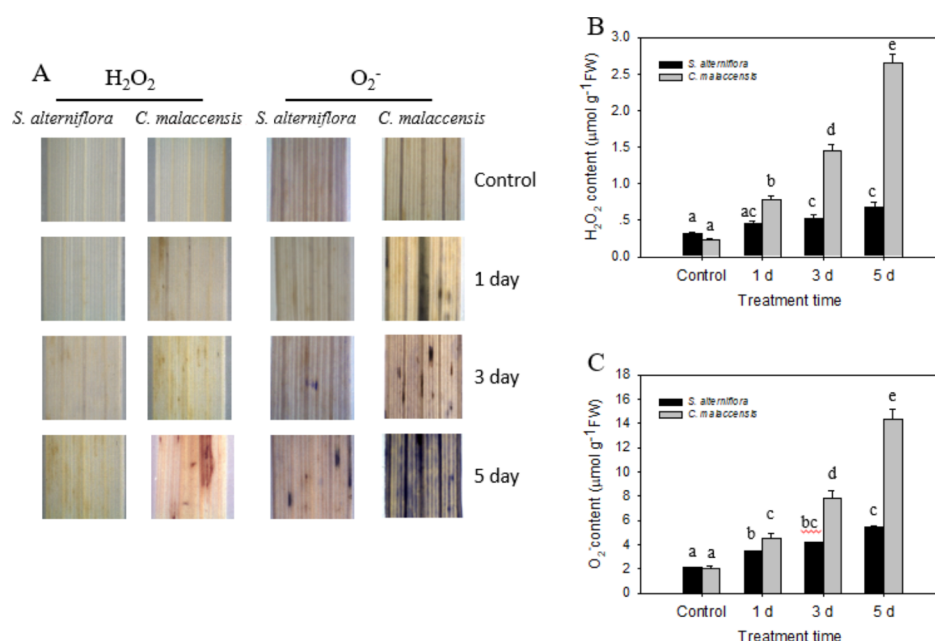 A
H₂O₂ O₂⁻
S. alterniflora C. malaccensis S. alterniflora C. malaccensis
Control
1 day
3 day
5 day
B
3.0
2.5
2.0
1.5
1.0
.5
0.0
H₂O₂ content (μmol g⁻¹FW)
S. alterniflora
C. malaccensis
a a ac b c d c e
Control 1 d 3 d 5 d
Treatment time
C
18
16
14
12
10
8
6
4
2
0
O₂⁻content (μmol g⁻¹ FW)
S. alterniflora
C. malaccensis
a a b c bc d c e
Control 1 d 3 d 5 d
Treatment time